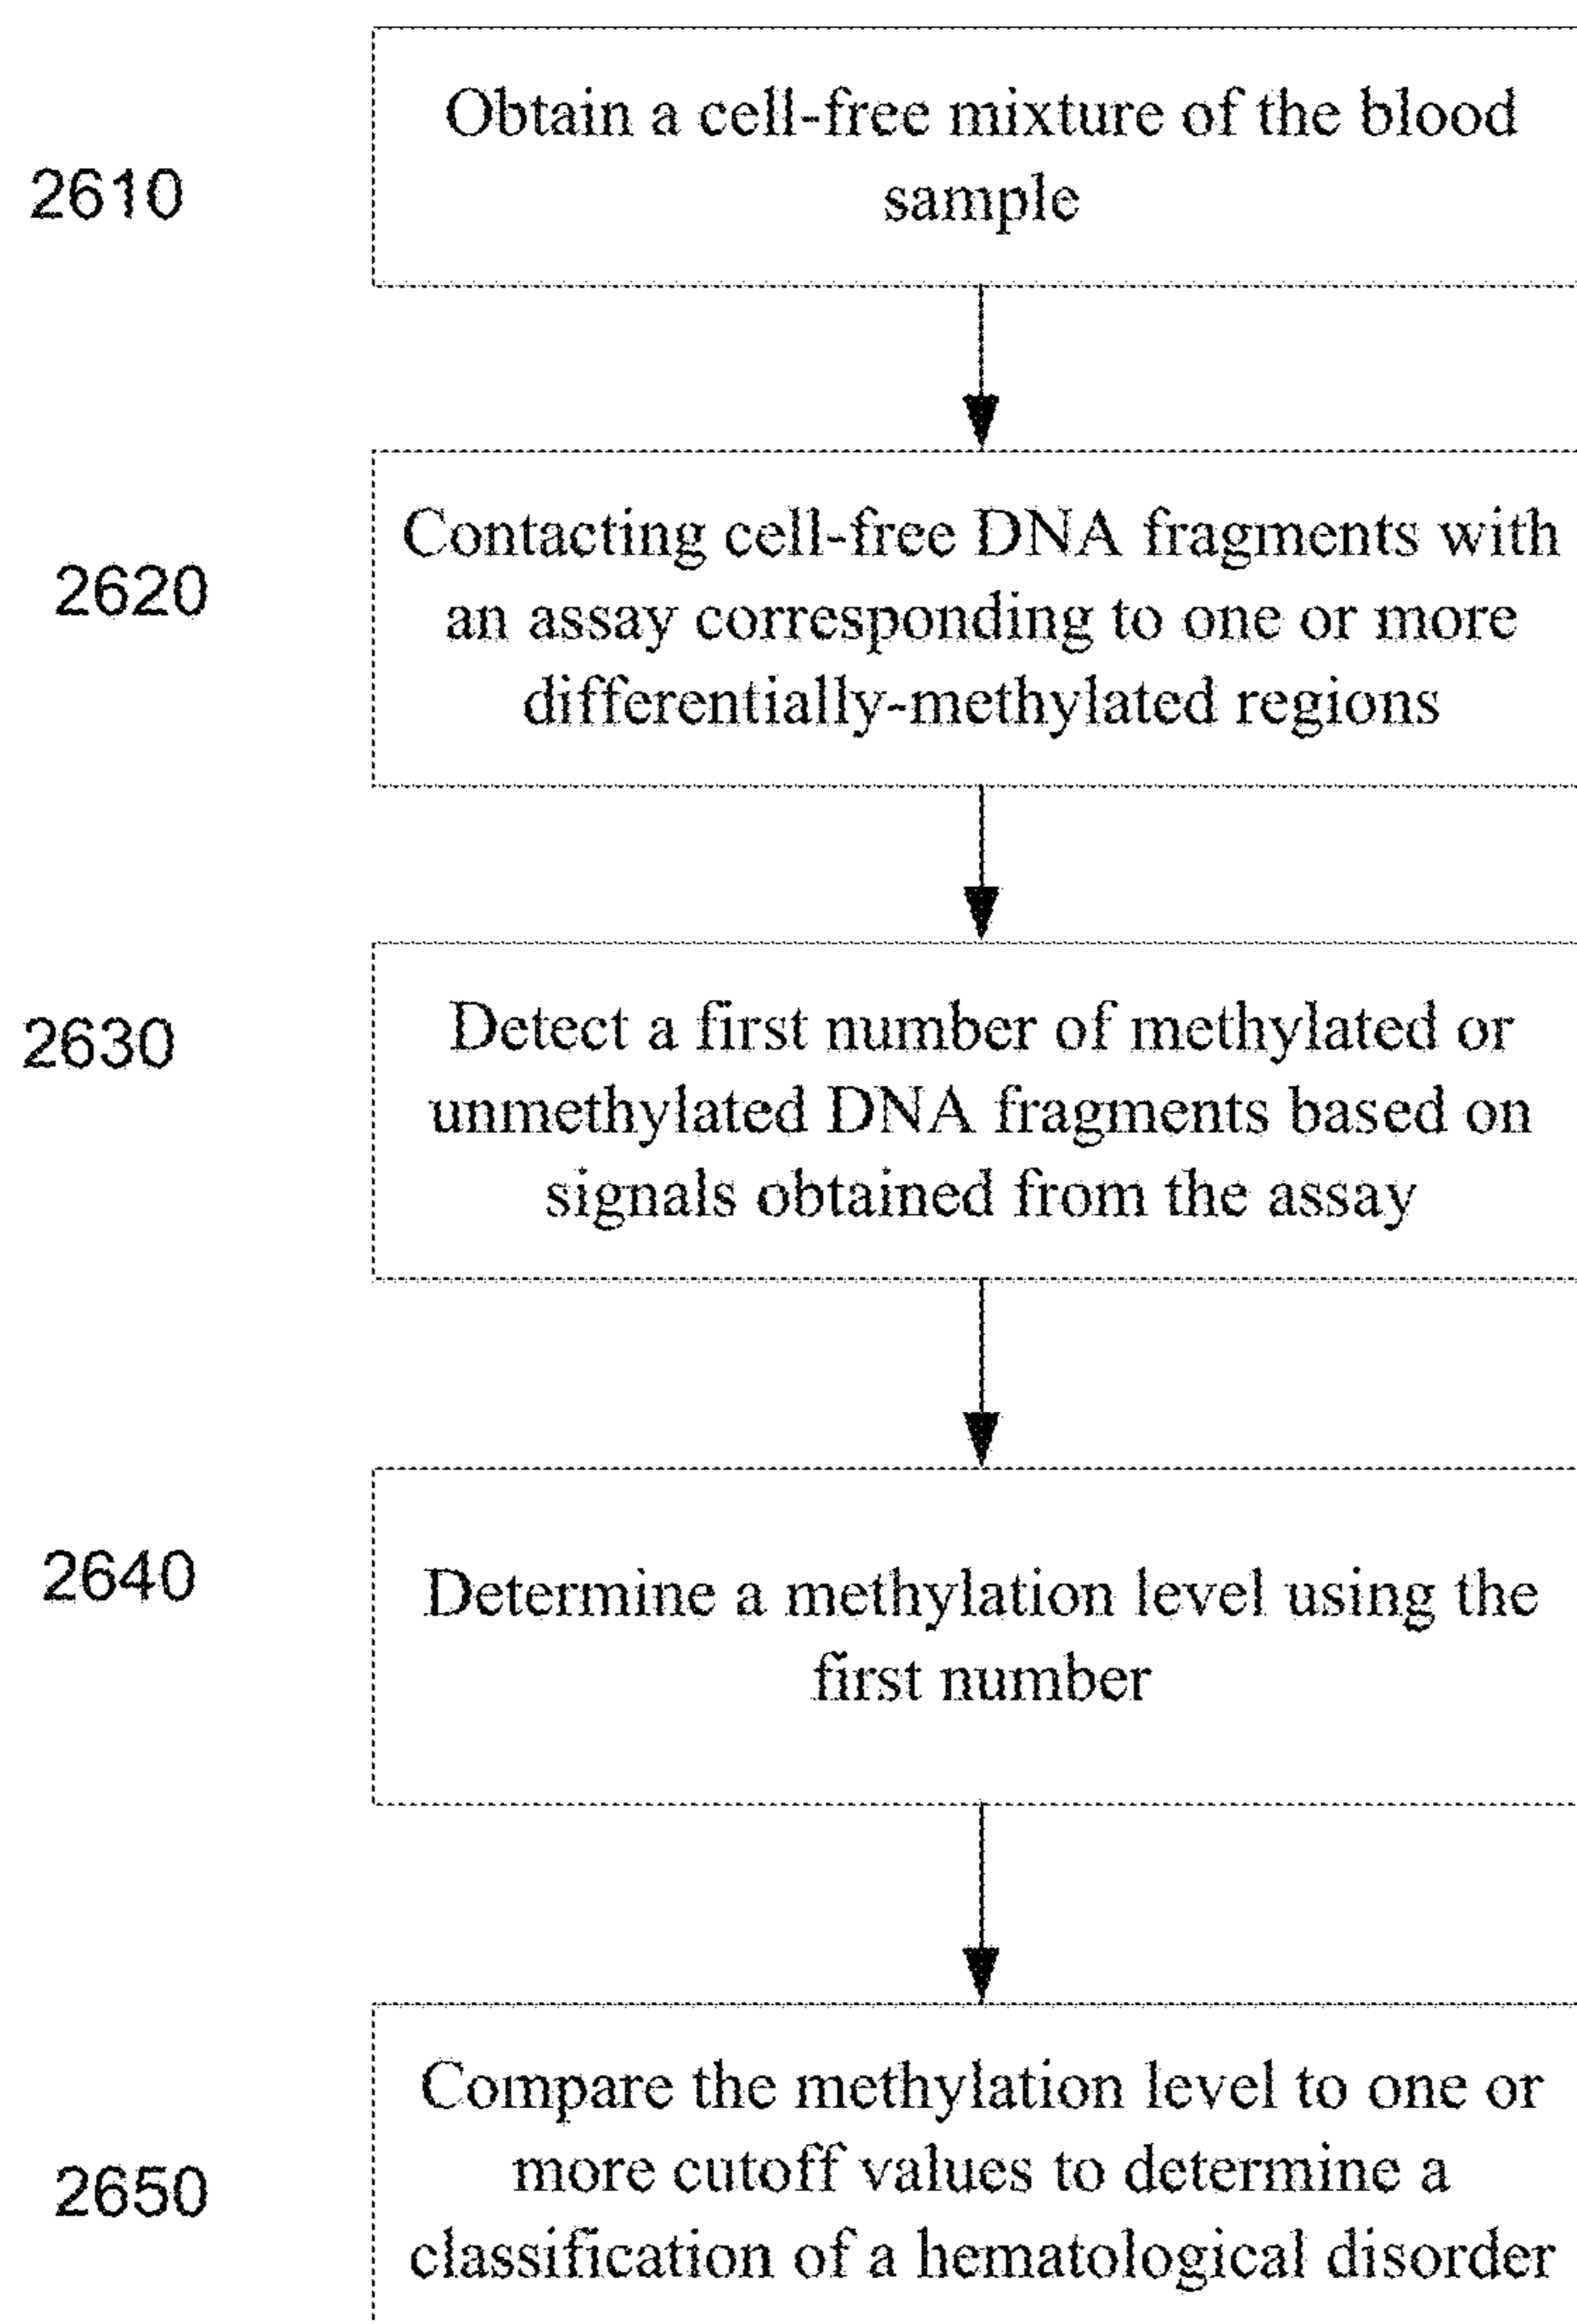 2610
Obtain a cell-free mixture of the blood
sample
2620
Contacting cell-free DNA fragments with
an assay corresponding to one or more
differentially-methylated regions
2630
Detect a first number of methylated or
unmethylated DNA fragments based on
signals obtained from the assay
2640
Determine a methylation level using the
first number
2650
Compare the methylation level to one or
more cutoff values to determine a
classification of a hematological disorder